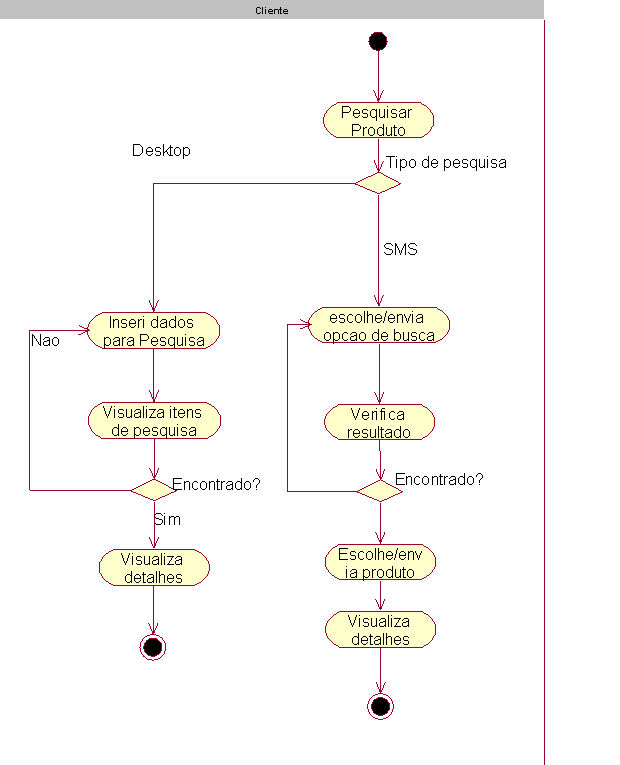 Cliente
Pesquisar
Produto
Desktop
Tipo de pesquisa
SMS
Inseri dados
para Pesquisa
Nao
Visualiza itens
de pesquisa
Encontrado?
Sim
Visualiza
detalhes
escolhe/envia
opcao de busca
Verifica
resultado
Encontrado?
Escolhe/env
ia produto
Visualiza
detalhes